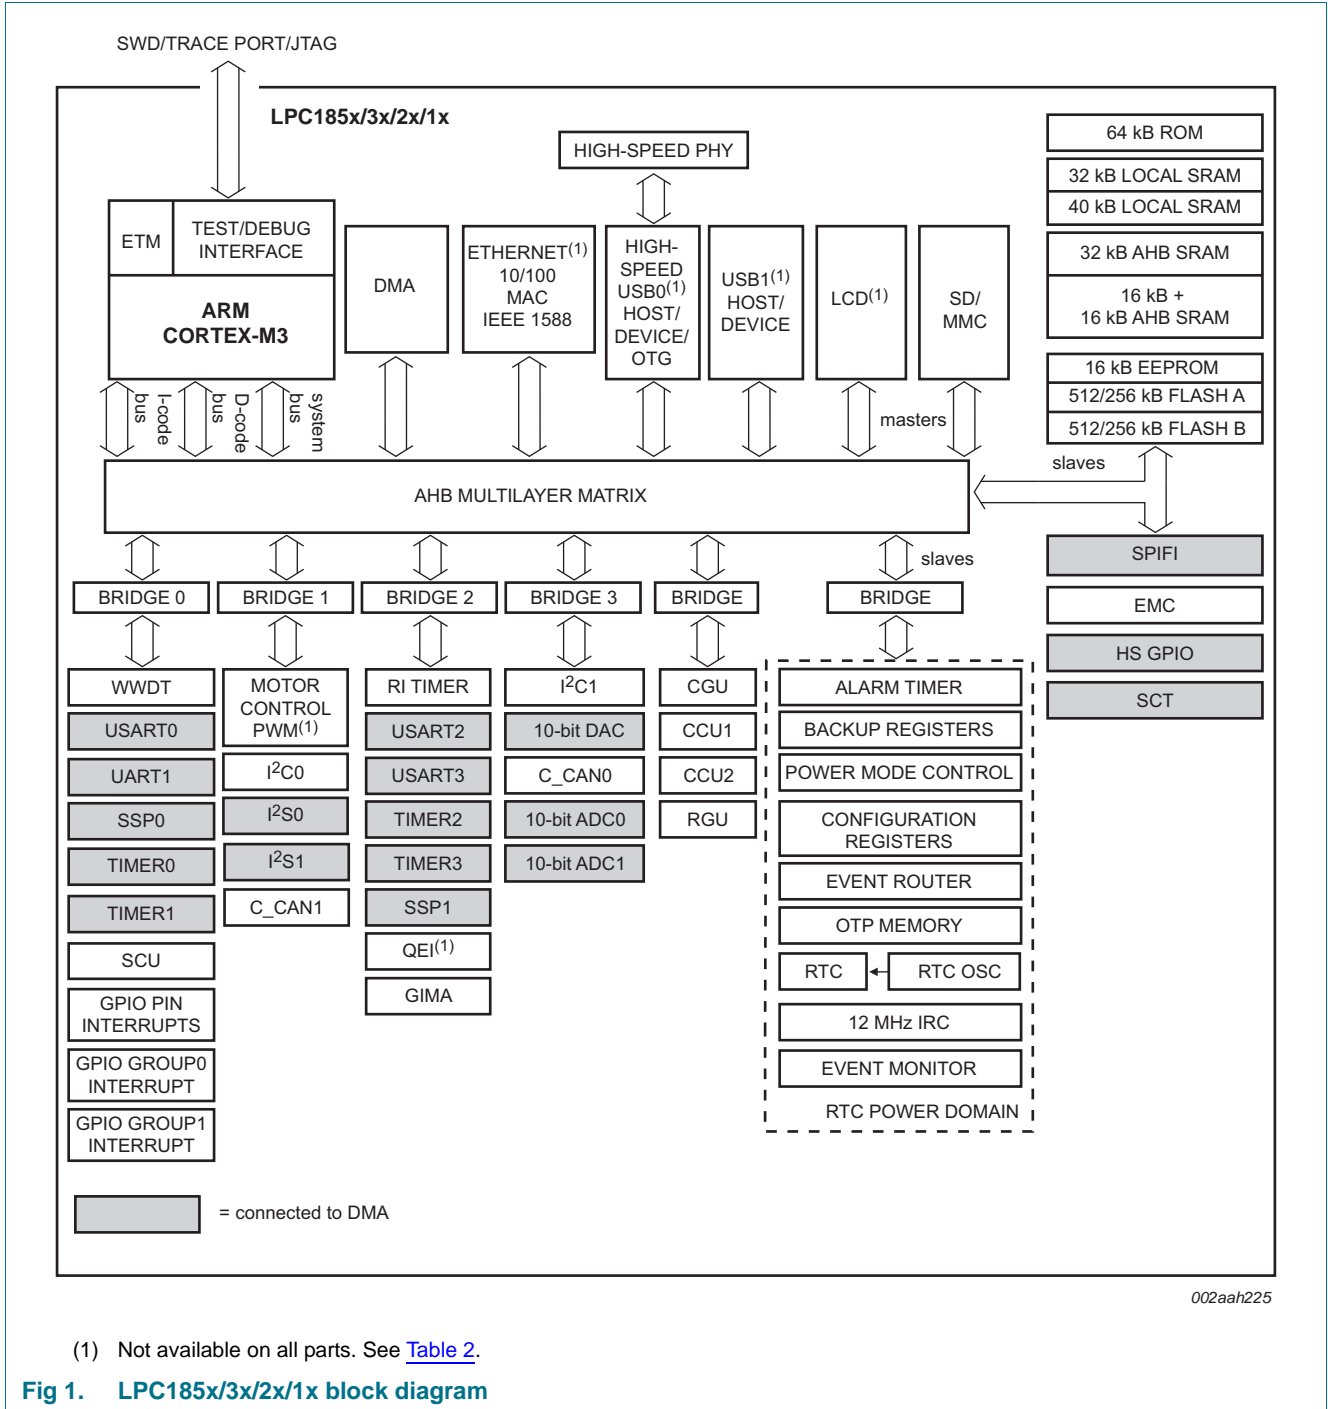 SWD/TRACE PORT/JTAG
LPC185x/3x/2x/1x
HIGH-SPEED PHY
ETM
TEST/DEBUG
INTERFACE
ARM
CORTEX-M3
DMA
ETHERNET(1)
10/100
MAC
IEEE 1588
HIGH-
SPEED
USB0(1)
HOST/
DEVICE/
OTG
USB1(1)
HOST/
DEVICE
LCD(1)
SD/
MMC
64 kB ROM
32 kB LOCAL SRAM
40 kB LOCAL SRAM
32 kB AHB SRAM
16 kB +
16 kB AHB SRAM
16 kB EEPROM
512/256 kB FLASH A
512/256 kB FLASH B
I-code
bus
D-code
bus
system
bus
masters
slaves
AHB MULTILAYER MATRIX
slaves
SPIFI
EMC
HS GPIO
SCT
BRIDGE 0
BRIDGE 1
BRIDGE 2
BRIDGE 3
BRIDGE
BRIDGE
WWDT
USART0
UART1
SSP0
TIMER0
TIMER1
SCU
GPIO PIN
INTERRUPTS
GPIO GROUP0
INTERRUPT
GPIO GROUP1
INTERRUPT
MOTOR
CONTROL
PWM(1)
I2C0
I2S0
I2S1
C_CAN1
RI TIMER
USART2
USART3
TIMER2
TIMER3
SSP1
QEI(1)
GIMA
I2C1
10-bit DAC
C_CAN0
10-bit ADC0
10-bit ADC1
CGU
CCU1
CCU2
RGU
ALARM TIMER
BACKUP REGISTERS
POWER MODE CONTROL
CONFIGURATION
REGISTERS
EVENT ROUTER
OTP MEMORY
RTC
RTC OSC
12 MHz IRC
EVENT MONITOR
RTC POWER DOMAIN
= connected to DMA
002aah225
(1) Not available on all parts. See Table 2.
Fig 1. LPC185x/3x/2x/1x block diagram